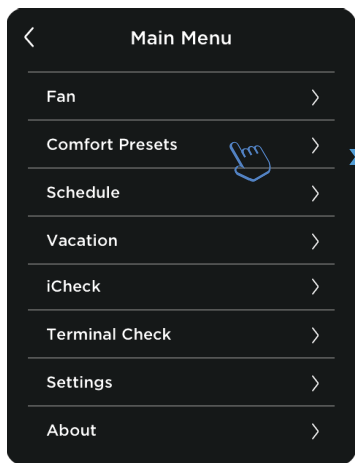 Main Menu
Fan
Comfort Presets
Schedule
Vacation
iCheck
Terminal Check
Settings
About